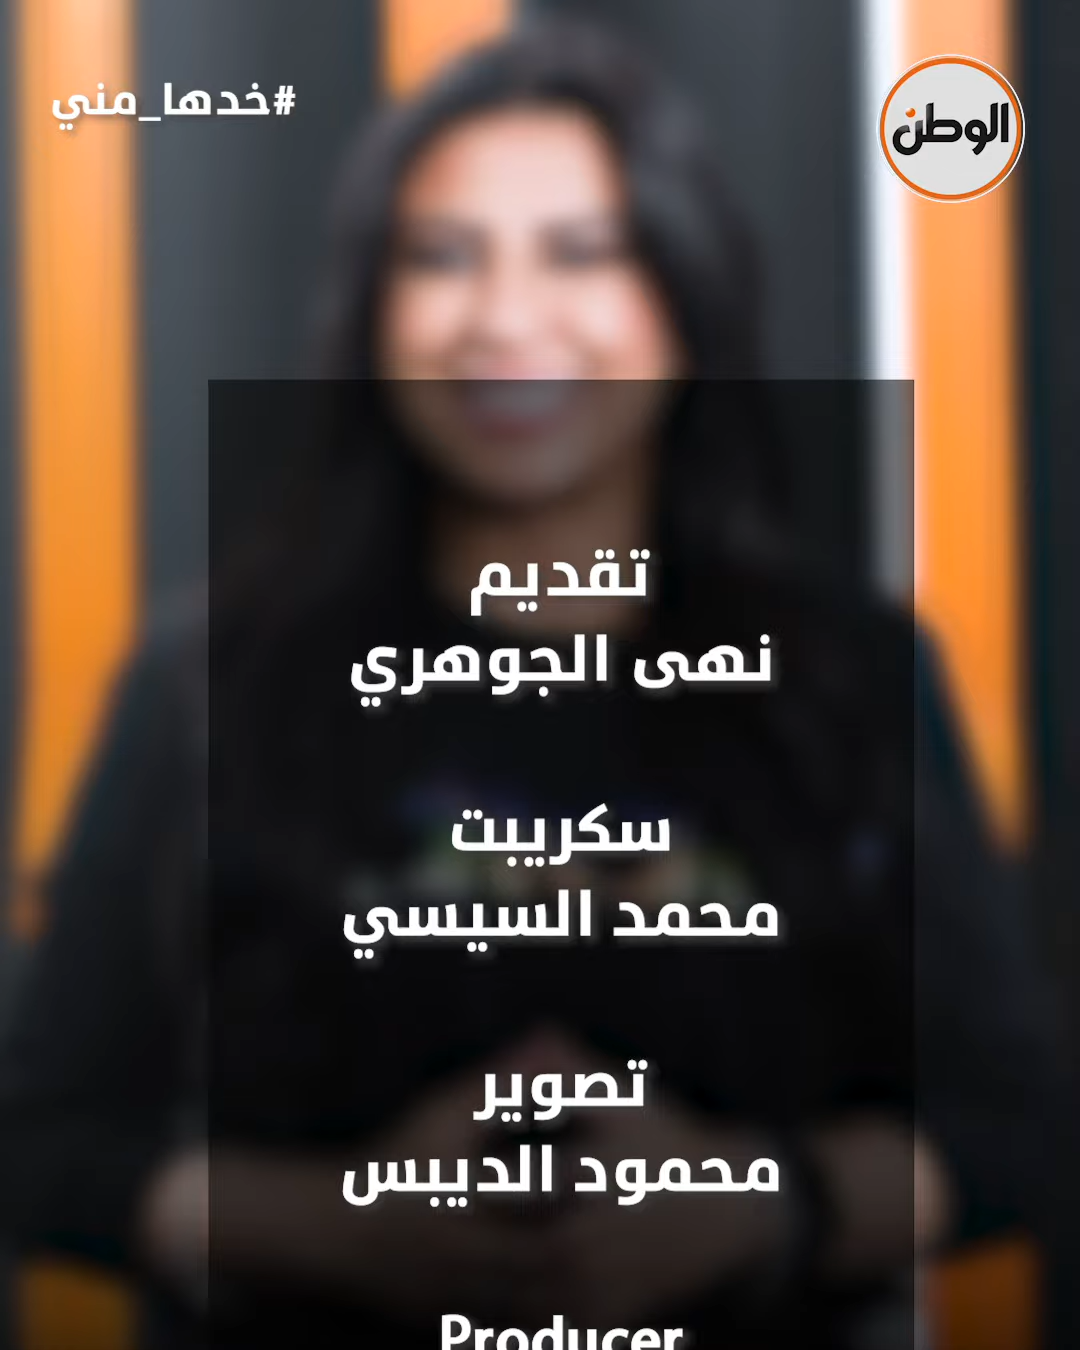 #خدها_مني
الوطن
تقديم
نهى الجوهري
سكريبت
محمد السيسي
تصوير
محمود الديبس
Producer